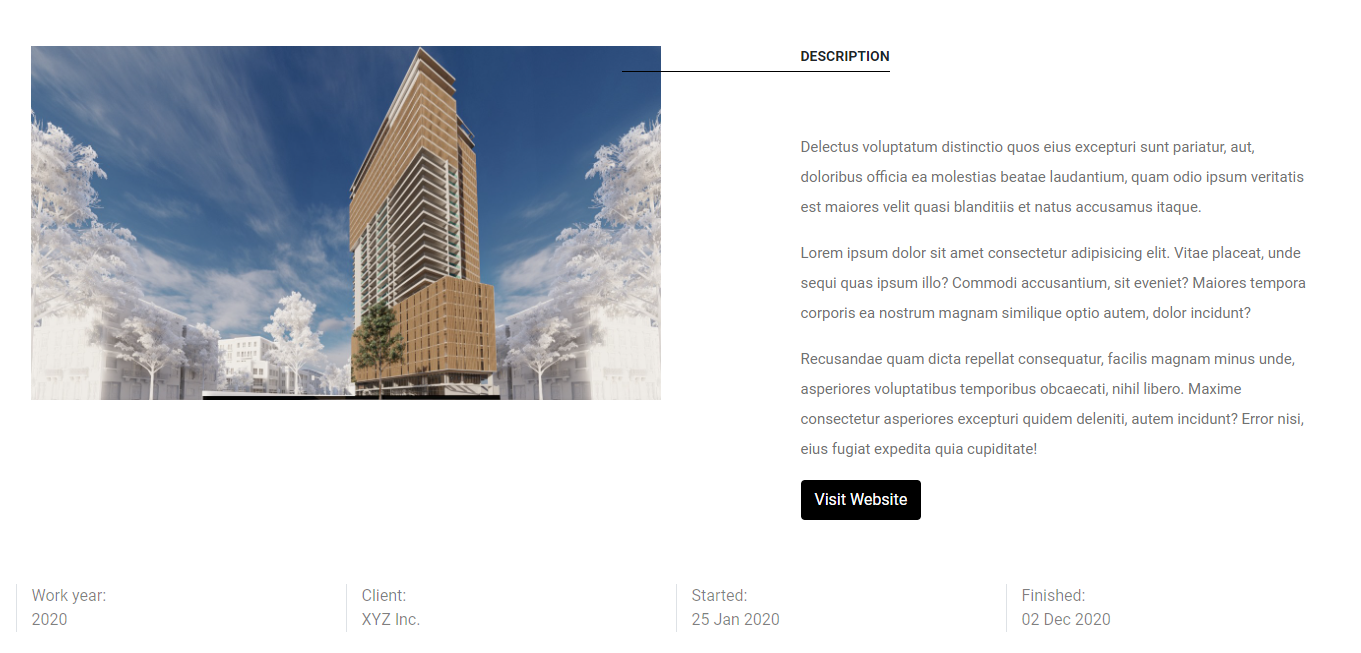 DESCRIPTION
Delectus voluptatum distinctio quos eius excepturi sunt pariatur, aut,
doloribus officia ea molestias beatae laudantium, quam odio ipsum veritatis
est maiores velit quasi blanditiis et natus accusamus itaque.
Lorem ipsum dolor sit amet consectetur adipisicing elit. Vitae placeat, unde
sequi quas ipsum illo? Commodi accusantium, sit eveniet? Maiores tempora
corporis ea nostrum magnam similique optio autem, dolor incidunt?
Recusandae quam dicta repellat consequatur, facilis magnam minus unde,
asperiores voluptatibus temporibus obcaecati, nihil libero. Maxime
consectetur asperiores excepturi quidem deleniti, autem incidunt? Error nisi,
eius fugiat expedita quia cupiditate!
Visit Website
Work year:
2020
Client:
XYZ Inc.
Started:
25 Jan 2020
Finished:
02 Dec 2020